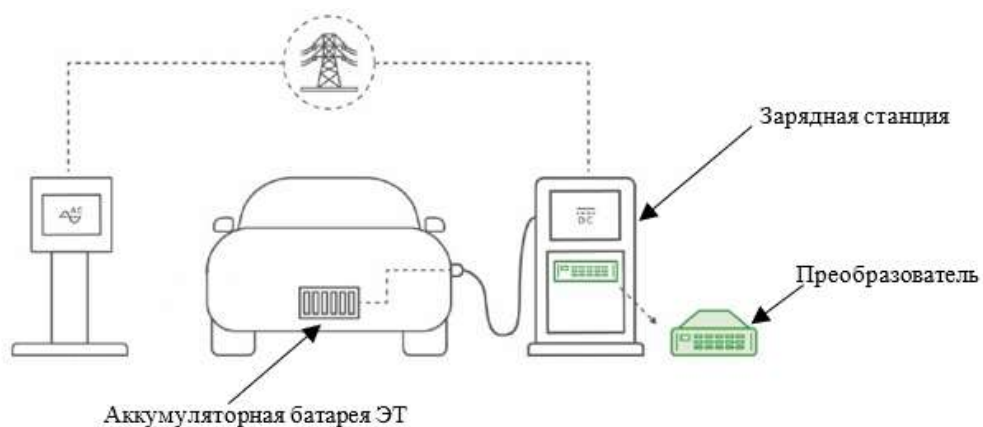 Зарядная станция
AC
DC
Преобразователь
Аккумуляторная батарея ЭТ